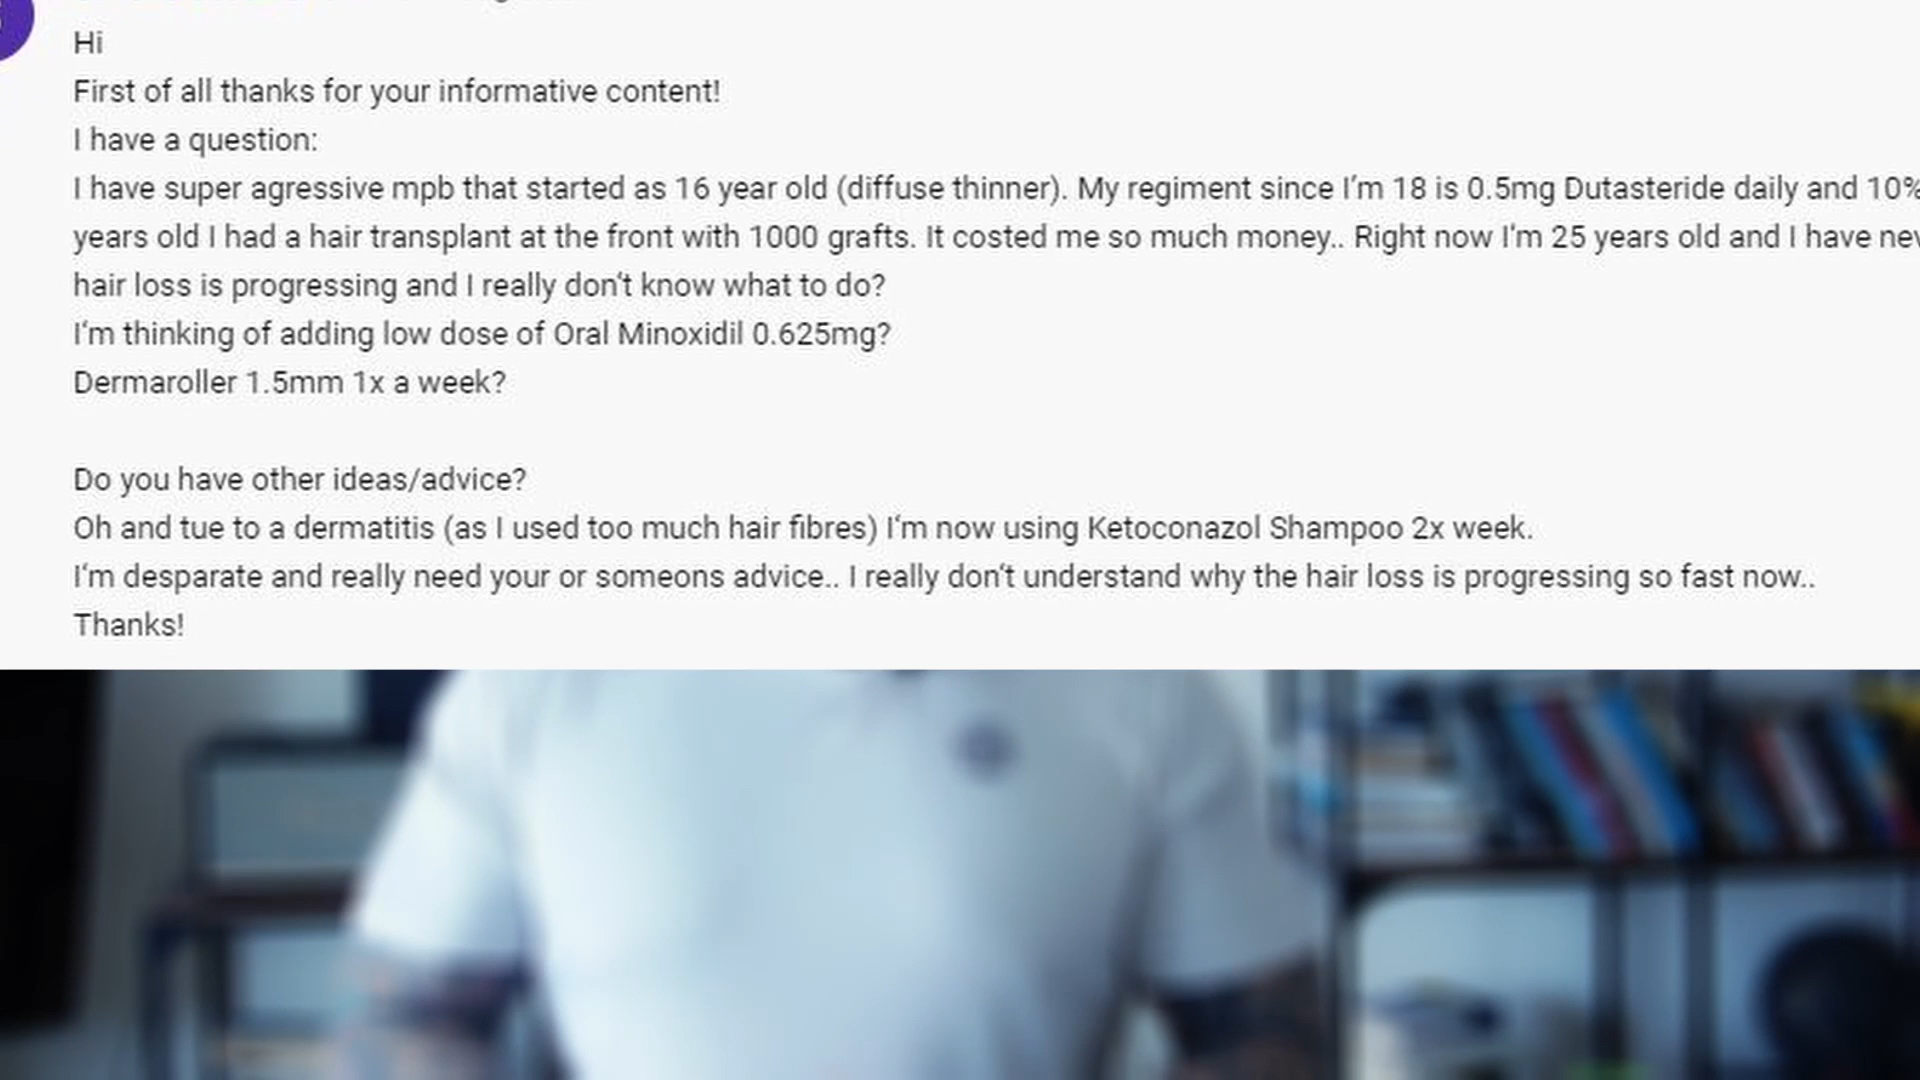 Hi
First of all thanks for your informative content!
I have a question:
I have super agressive mpb that started as 16 year old (diffuse thinner). My regiment since I'm 18 is 0.5mg Dutasteride daily and 10%
years old I had a hair transplant at the front with 1000 grafts. It costed me so much money.. Right now I'm 25 years old and I have
hair loss is progressing and I really don't know what to do?
I'm thinking of adding low dose of Oral Minoxidil 0.625mg?
Dermaroller 1.5mm 1x a week?
Do you have other ideas/advice?
Oh and tue to a dermatitis (as I used too much hair fibres) I'm now using Ketoconazol Shampoo 2x week.
I'm desparate and really need your or someons advice.. I really don't understand why the hair loss is progressing so fast now..
Thanks!